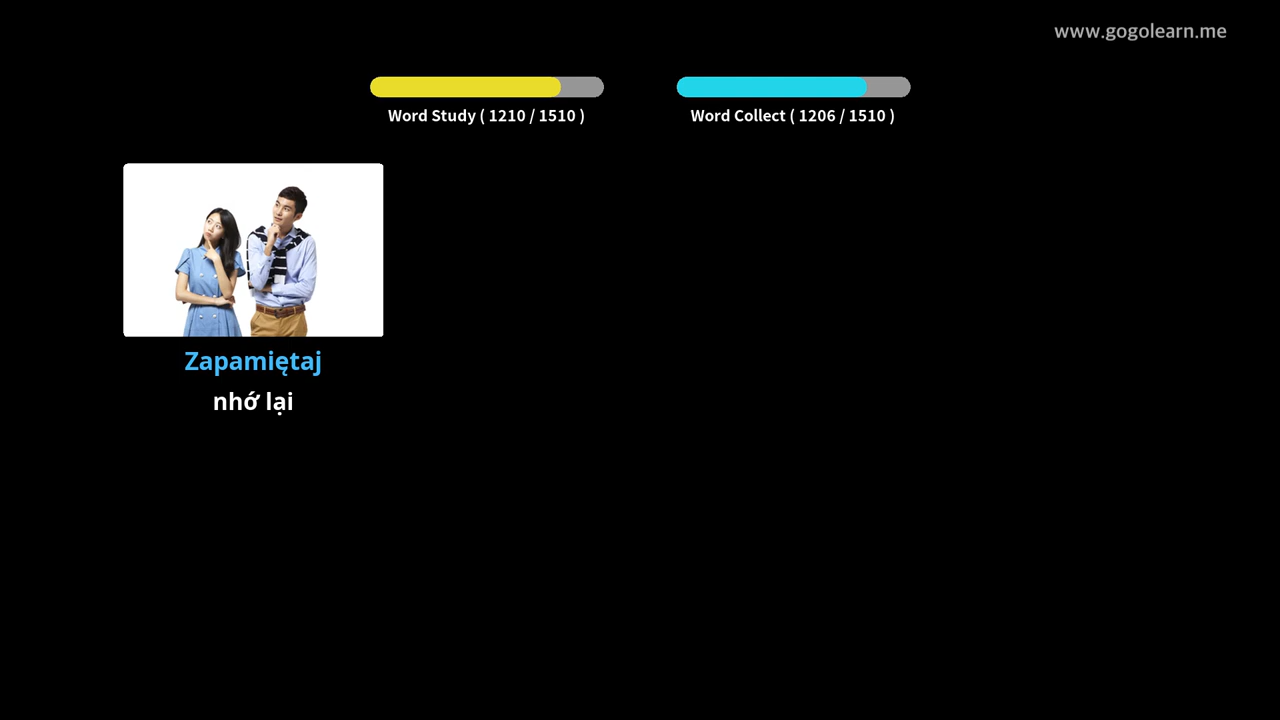 www.gogolearn.me
Word Study ( 1210 / 1510 )
Word Collect ( 1206 / 1510 )
Zapamiętaj
nhớ lại